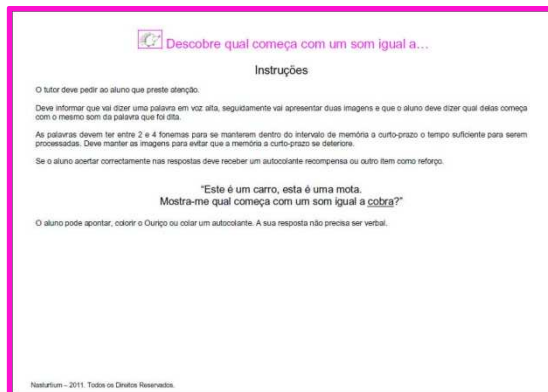 Descobre qual começa com um som igual a…
Instruções
O tutor deve pedir ao aluno que preste atenção.
Deve informar que vai dizer uma palavra em voz alta, seguidamente vai apresentar duas imagens e que o aluno deve dizer qual delas começa
com o mesmo som da palavra que foi dita.
As palavras devem ter entre 2 e 4 fonemas para se manterem dentro do intervalo de memória a curto-prazo o tempo suficiente para serem
processadas. Deve manter as imagens para evitar que a memória a curto-prazo se deteriore.
Se o aluno acertar correctamente nas respostas deve receber um autocolante recompensa ou outro item como reforço.
“Este é um carro, esta é uma mota.
Mostra-me qual começa com um som igual a cobra?”
O aluno pode apontar, colorir o Ouriço ou colar um autocolante. A sua resposta não precisa ser verbal.
Nasturtium – 2011. Todos os Direitos Reservados.